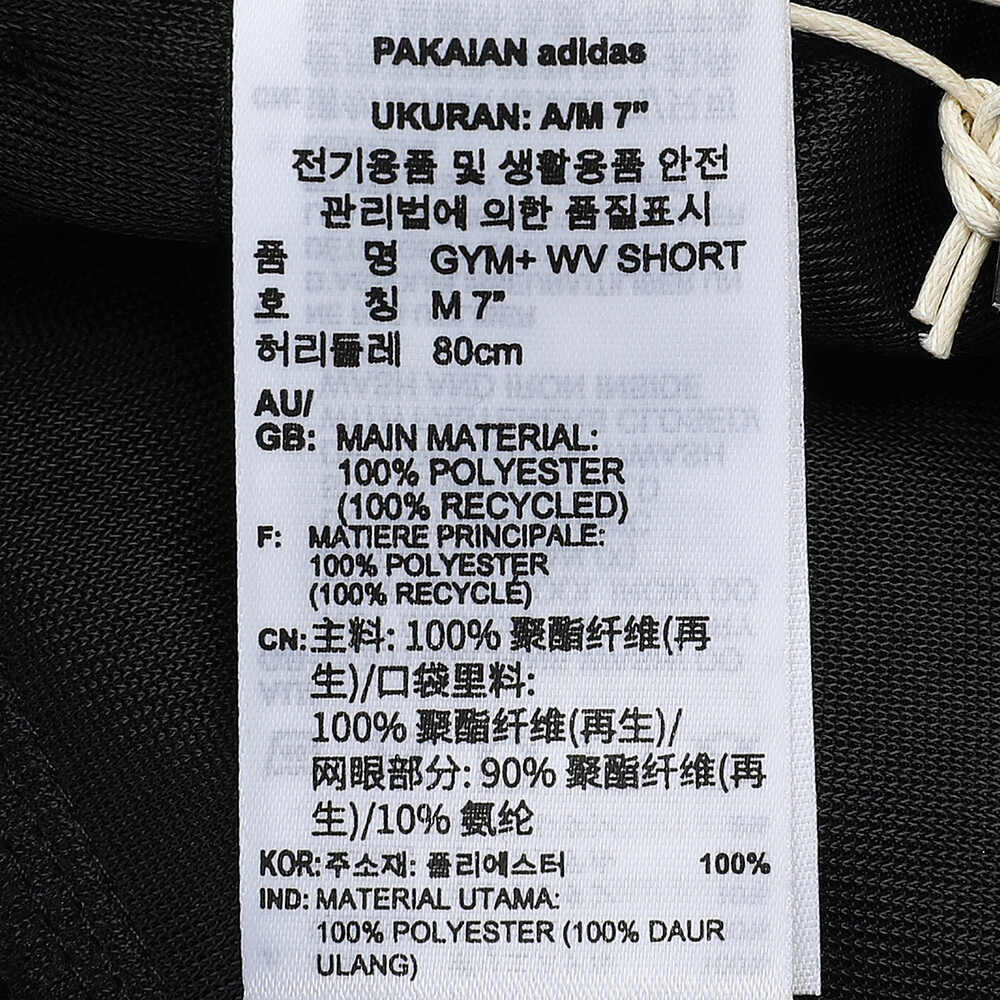 PAKAIAN adidas
UKURAN: A/M 7"
전기용품 및 생활용품 안전
관리법에 의한 품질표시
품 명 GYM+ WV SHORT
호 칭 M 7"
허리둘레 80cm
AU/
GB: MAIN MATERIAL:
100% POLYESTER
(100% RECYCLED)
F: MATIERE PRINCIPALE:
100% POLYESTER
(100% RECYCLÉ)
CN: 主料: 100% 聚酯纤维(再
生)/口袋里料:
100% 聚酯纤维(再生)/
网眼部分: 90% 聚酯纤维(再
生)/10% 氨纶
KOR: 주소재: 폴리에스터 100%
IND: MATERIAL UTAMA:
100% POLYESTER (100% DAUR
ULANG)